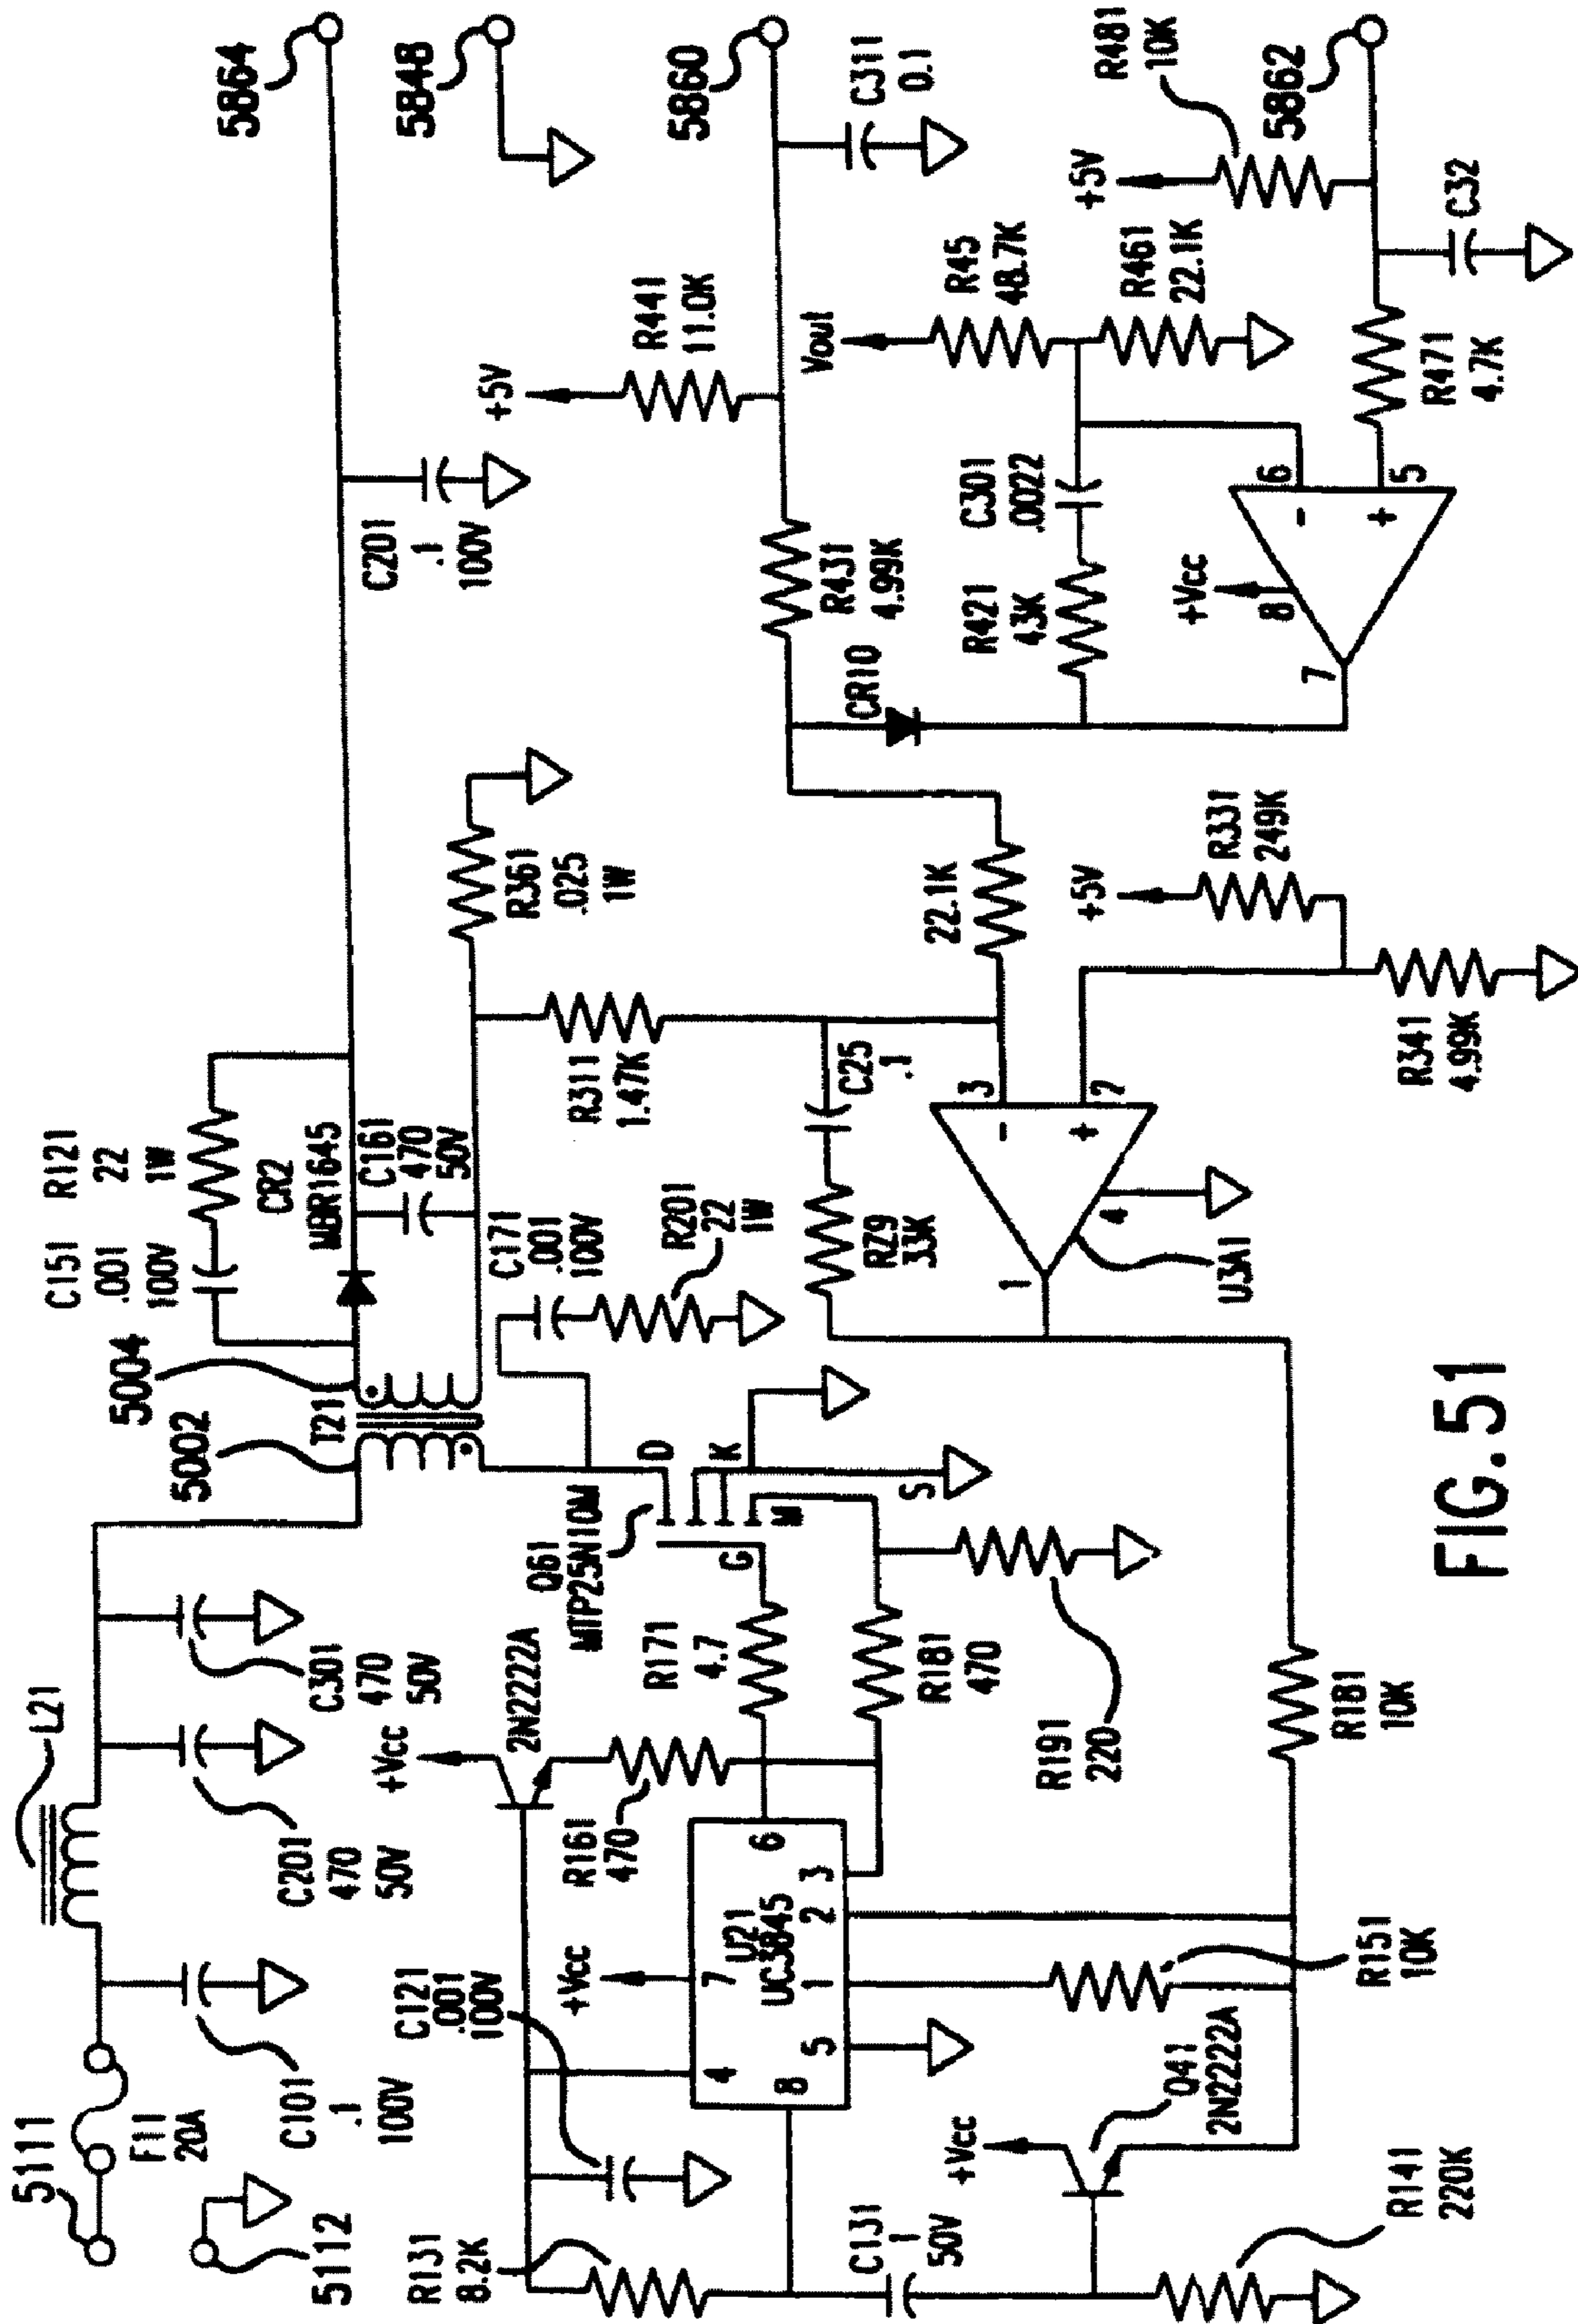 5111
F11
20A
5112
C101
.1
100V
L21
C201
470
50V
C301
470
50V
5002
5004
T211
C151
.001
100V
R121
22
1W
CR2
MBR1645
C161
470
50V
C201
.1
100V
5864
5848
R361
.025
1W
C171
.001
100V
R201
22
1W
R311
1.47K
+5V
R441
11.0K
5860
C311
0.1
R131
8.2K
C121
.001
100V
+Vcc
+Vcc
2N2222A
R161
470
Q61
MTP25N10M
D
K
G
M
S
R171
4.7
R181
470
R191
220
U21
UC3845
4
7
6
8
5
1
2
3
C131
1
50V
+Vcc
Q41
2N2222A
R141
220K
R151
10K
R181
10K
RZ9
33K
C25
.1
1
3
-
+
2
4
U3A1
22.1K
+5V
R331
249K
R341
4.99K
R431
4.99K
CR10
R421
43K
C301
.0022
Vout
R45
48.7K
R461
22.1K
+Vcc
8
7
6
-
+
5
R471
4.7K
+5V
R481
10K
5862
C32
FIG. 51